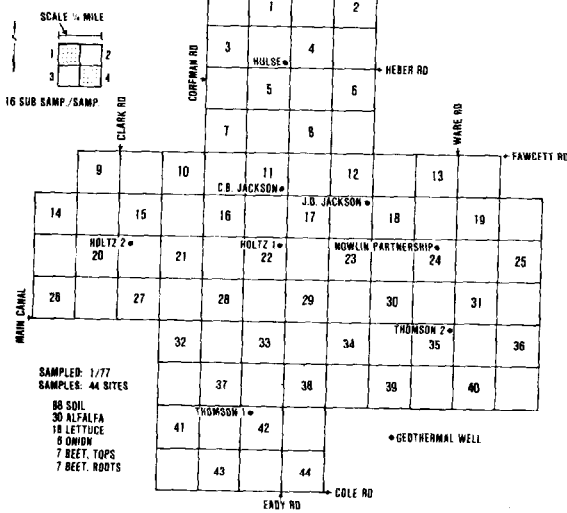 SCALE ¼ MILE
1 2
3 4
16 SUB SAMP./SAMP.
1 2
3 4
HULSE
CORFMAN RD
HEBER RD
5 6
7 8
CLARK RD
WARE RD
FAWCETT RD
9 10 11 12 13
C.B. JACKSON
J.D. JACKSON
14 15 16 17 18 19
HOLTZ 2 HOLTZ 1 NOWLIN PARTNERSHIP
20 21 22 23 24 25
MAIN CANAL
26 27 28 29 30 31
THOMSON 2
32 33 34 35 36
SAMPLED: 1/77
SAMPLES: 44 SITES
88 SOIL
30 ALFALFA
18 LETTUCE
6 ONION
7 BEET, TOPS
7 BEET, ROOTS
37 38 39 40
THOMSON 1
41 42
GEOTHERMAL WELL
43 44
COLE RD
EADY RD